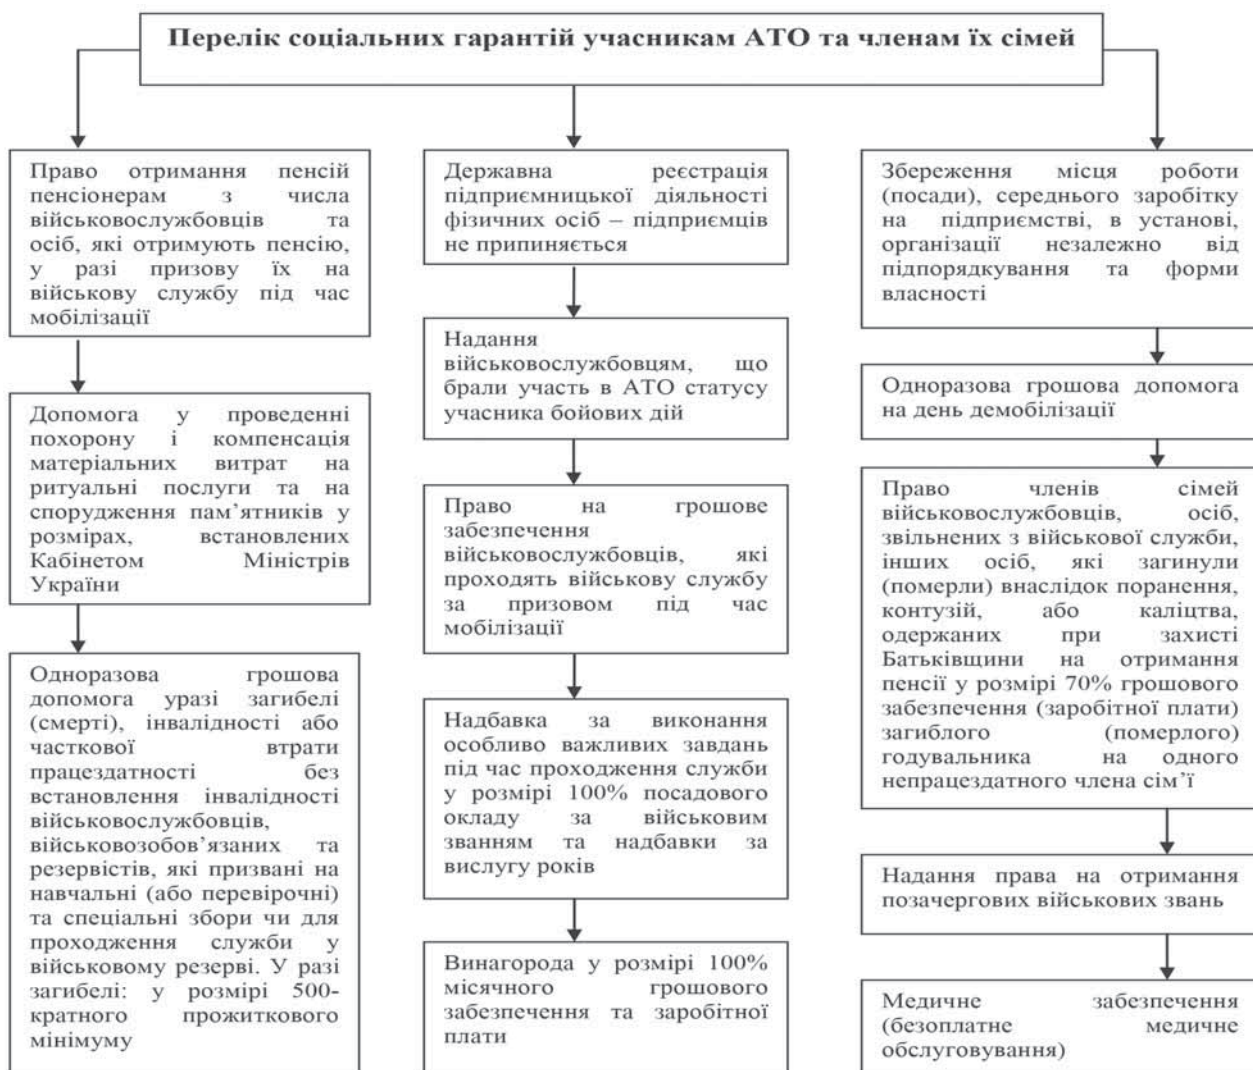 Перелік соціальних гарантій учасникам АТО та членам їх сімей
Право отримання пенсій
пенсіонерам з числа
військовослужбовців та
осіб, які отримують пенсію,
у разі призову їх на
військову службу під час
мобілізації
Допомога у проведенні
похорону і компенсація
матеріальних витрат на
ритуальні послуги та на
спорудження пам’ятників у
розмірах, встановлених
Кабінетом Міністрів
України
Одноразова грошова
допомога уразі загибелі
(смерті), інвалідності або
часткової втрати
працездатності без
встановлення інвалідності
військовослужбовців,
військовозобов’язаних та
резервістів, які призвані на
навчальні (або перевірочні)
та спеціальні збори чи для
проходження служби у
військовому резерві. У разі
загибелі: у розмірі 500-
кратного прожиткового
мінімуму
Державна реєстрація
підприємницької діяльності
фізичних осіб – підприємців
не припиняється
Надання
військовослужбовцям, що
брали участь в АТО статусу
учасника бойових дій
Право на грошове
забезпечення
військовослужбовців, які
проходять військову службу
за призовом під час
мобілізації
Надбавка за виконання
особливо важливих завдань
під час проходження служби
у розмірі 100% посадового
окладу за військовим
званням та надбавки за
вислугу років
Винагорода у розмірі 100%
місячного грошового
забезпечення та заробітної
плати
Збереження місця роботи
(посади), середнього заробітку
на підприємстві, в установі,
організації незалежно від
підпорядкування та форми
власності
Одноразова грошова допомога
на день демобілізації
Право членів сімей
військовослужбовців, осіб,
звільнених з військової служби,
інших осіб, які загинули
(померли) внаслідок поранення,
контузій, або каліцтва,
одержаних при захисті
Батьківщини на отримання
пенсії у розмірі 70% грошового
забезпечення (заробітної плати)
загиблого (померлого)
годувальника на одного
непрацездатного члена сім’ї
Надання права на отримання
позачергових військових звань
Медичне забезпечення
(безоплатне медичне
обслуговування)